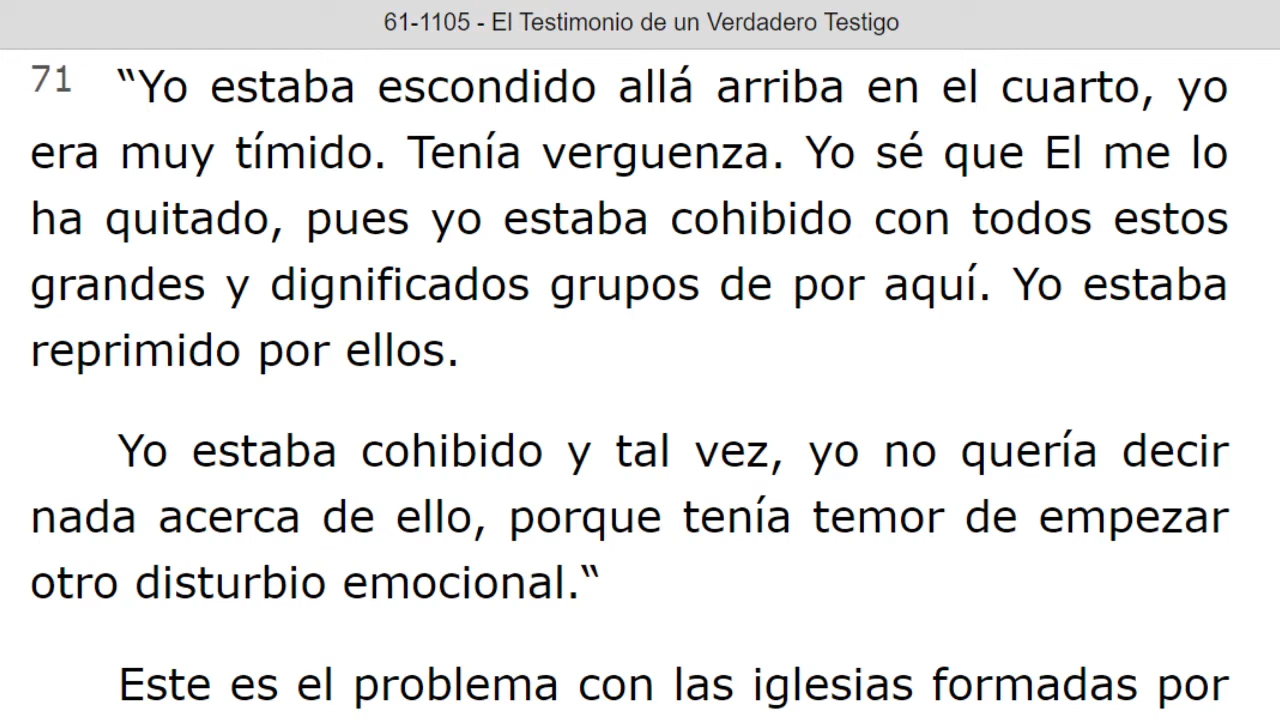 61-1105 - El Testimonio de un Verdadero Testigo
71 “Yo estaba escondido allá arriba en el cuarto, yo
era muy tímido. Tenía verguenza. Yo sé que El me lo
ha quitado, pues yo estaba cohibido con todos estos
grandes y dignificados grupos de por aquí. Yo estaba
reprimido por ellos.
Yo estaba cohibido y tal vez, yo no quería decir
nada acerca de ello, porque tenía temor de empezar
otro disturbio emocional.“
Este es el problema con las iglesias formadas por